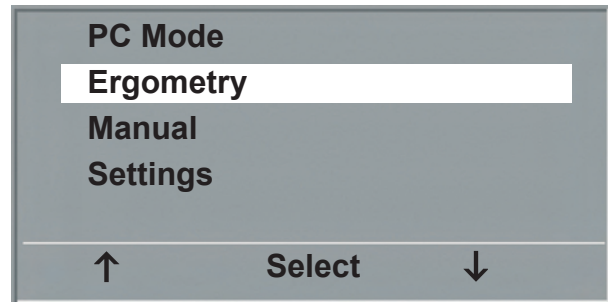 PC Mode
Ergometry
Manual
Settings
↑ Select ↓